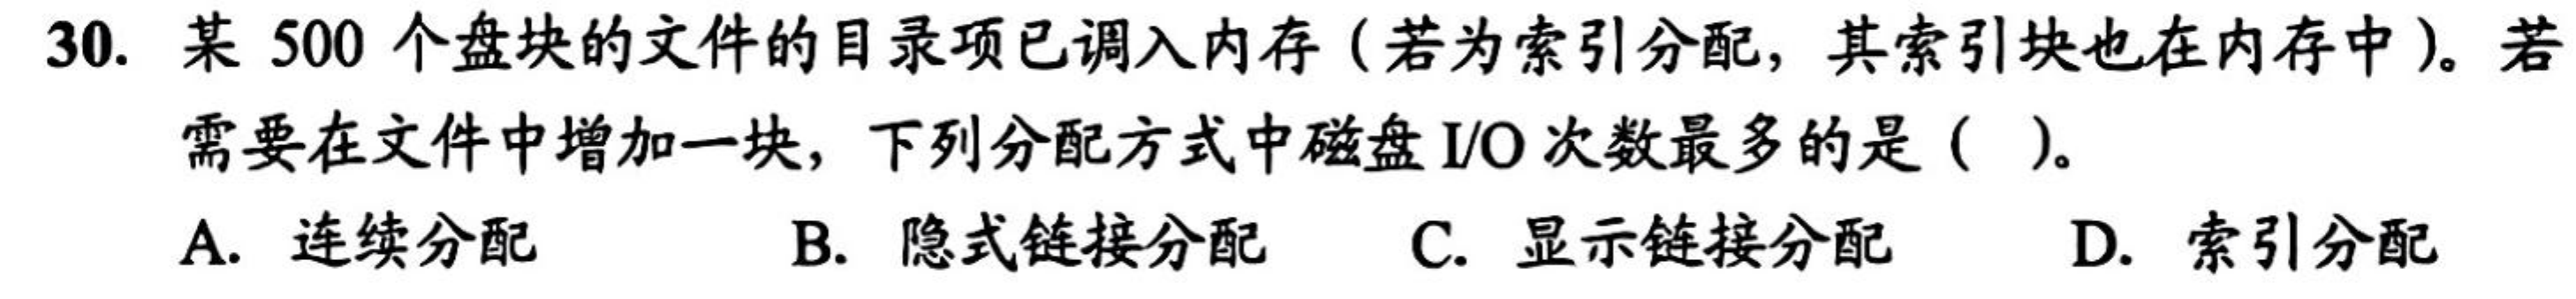 30. 某 500 个盘块的文件的目录项已调入内存（若为索引分配，其索引块也在内存中）。若
需要在文件中增加一块，下列分配方式中磁盘 I/O 次数最多的是（ ）。
A. 连续分配 B. 隐式链接分配 C. 显示链接分配 D. 索引分配